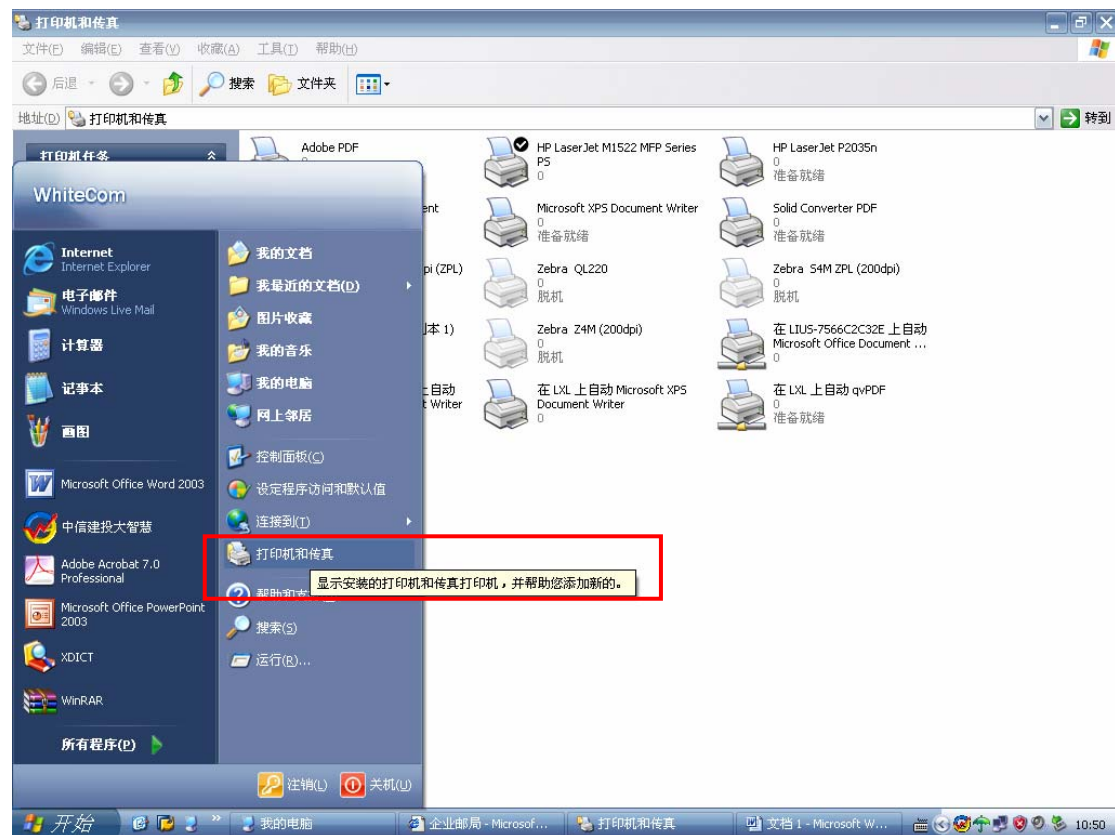 打印机和传真
文件(F) 编辑(E) 查看(V) 收藏(A) 工具(T) 帮助(H)
后退 搜索 文件夹
地址(D) 打印机和传真 转到
打印机任务
Adobe PDF
0
HP LaserJet M1522 MFP Series
PS
0
HP LaserJet P2035n
0
准备就绪
WhiteCom
ent
Microsoft XPS Document Writer
0
准备就绪
Solid Converter PDF
0
准备就绪
pi (ZPL)
Zebra QL220
0
脱机
Zebra S4M ZPL (200dpi)
0
脱机
本 1)
Zebra Z4M (200dpi)
0
脱机
在 LIUS-7566C2C32E 上自动
Microsoft Office Document ...
0
上自动
t Writer
在 LXL 上自动 Microsoft XPS
Document Writer
0
在 LXL 上自动 qvPDF
0
准备就绪
Internet
Internet Explorer
电子邮件
Windows Live Mail
计算器
记事本
画图
Microsoft Office Word 2003
中信建投大智慧
Adobe Acrobat 7.0
Professional
Microsoft Office PowerPoint
2003
XDICT
WinRAR
所有程序(P)
我的文档
我最近的文档(D)
图片收藏
我的音乐
我的电脑
网上邻居
控制面板(C)
设定程序访问和默认值
连接到(T)
打印机和传真
显示安装的打印机和传真打印机，并帮助您添加新的。
帮助和支
搜索(S)
运行(R)...
注销(L) 关机(U)
开始 我的电脑 企业邮局 - Microsof... 打印机和传真 文档 1 - Microsoft W... 10:50